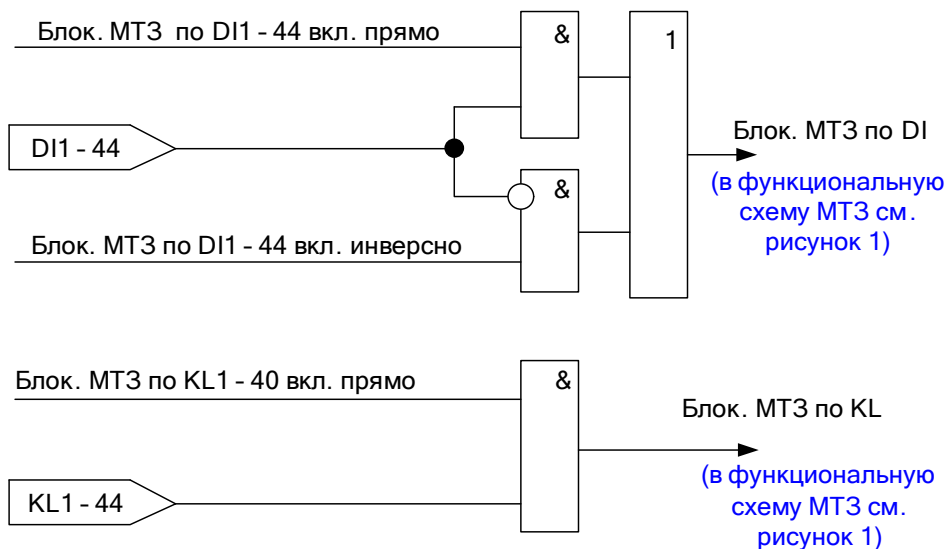 Блок. МТЗ по DI1 - 44 вкл. прямо
&
1
DI1 - 44
Блок. МТЗ по DI
(в функциональную
схему МТЗ см.
рисунок 1)
&
Блок. МТЗ по DI1 - 44 вкл. инверсно
Блок. МТЗ по KL1 - 40 вкл. прямо
&
Блок. МТЗ по KL
(в функциональную
схему МТЗ см.
рисунок 1)
KL1 - 44